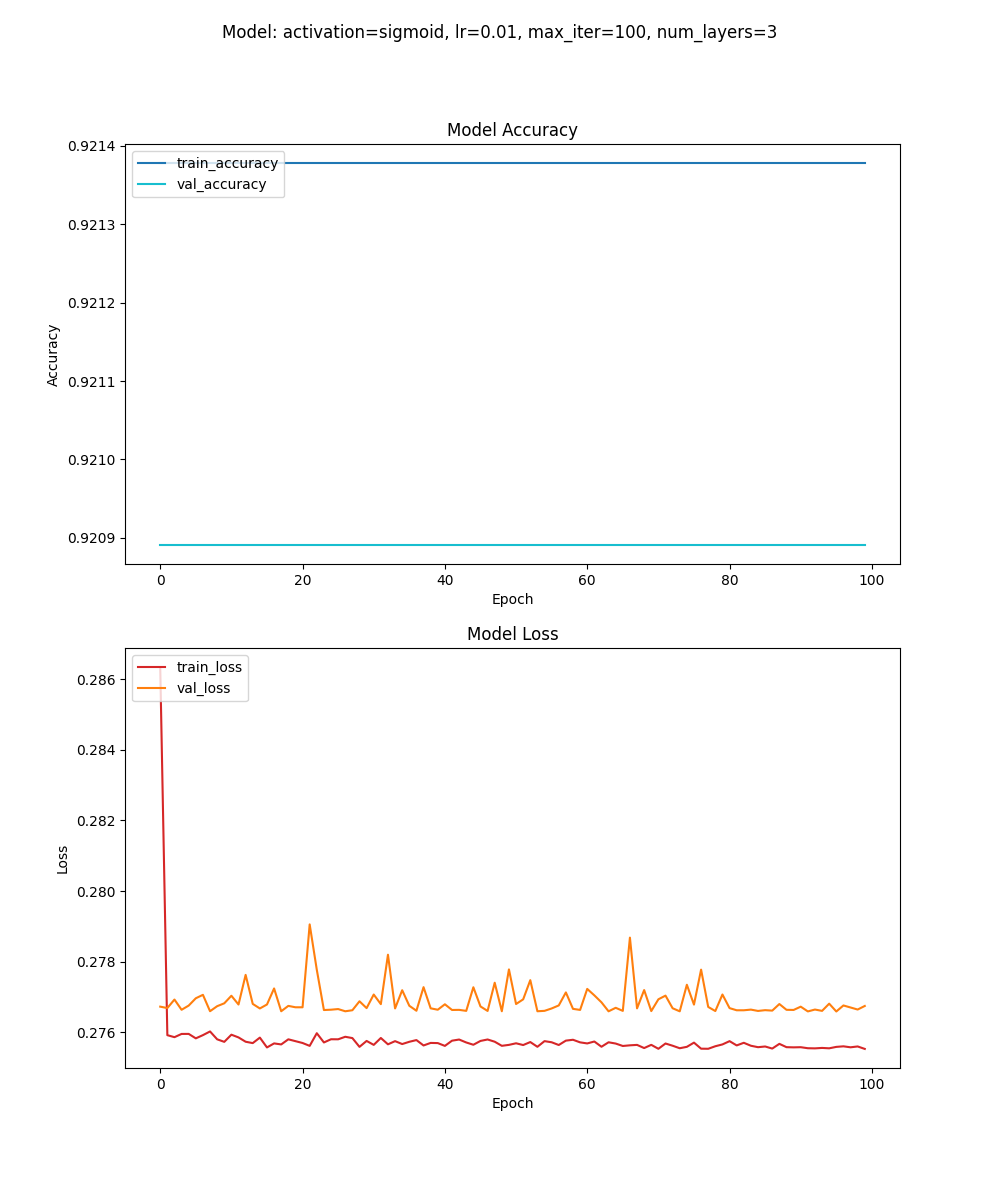 Model: activation=sigmoid, lr=0.01, max_iter=100, num_layers=3
Model Accuracy
0.9214
0.9213
0.9212
0.9211
0.9210
0.9209
Accuracy
train_accuracy
val_accuracy
0 20 40 60 80 100
Epoch
Model Loss
0.286
0.284
0.282
0.280
0.278
0.276
Loss
train_loss
val_loss
0 20 40 60 80 100
Epoch